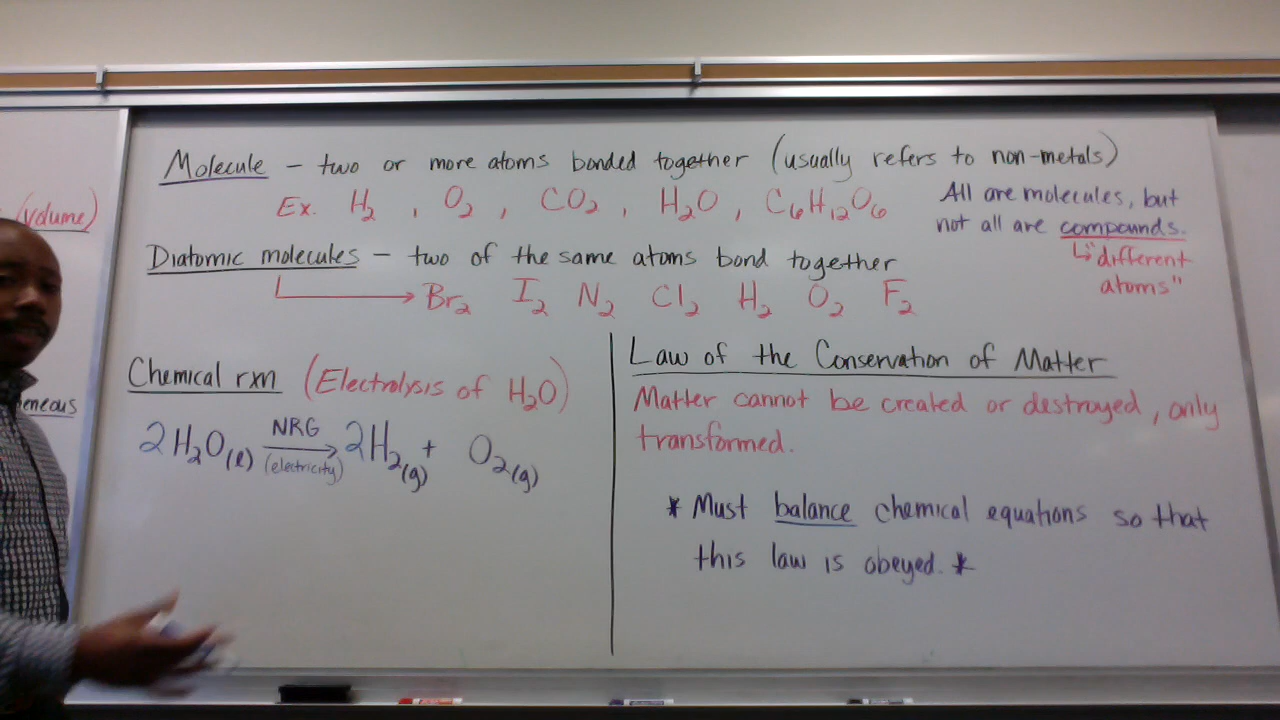 Molecule – two or more atoms bonded together (usually refers to non-metals)
Ex. H₂ , O₂ , CO₂ , H₂O , C₆H₁₂O₆
All are molecules, but
not all are compounds.
↳ "different
atoms"
(volume)
Diatomic molecules – two of the same atoms bond together
Br₂ I₂ N₂ Cl₂ H₂ O₂ F₂
Chemical rxn (Electrolysis of H₂O)
2H₂O(l) NRG → (electricity) 2H₂(g) + O₂(g)
eneous
Law of the Conservation of Matter
Matter cannot be created or destroyed, only
transformed.
* Must balance chemical equations so that
this law is obeyed. *